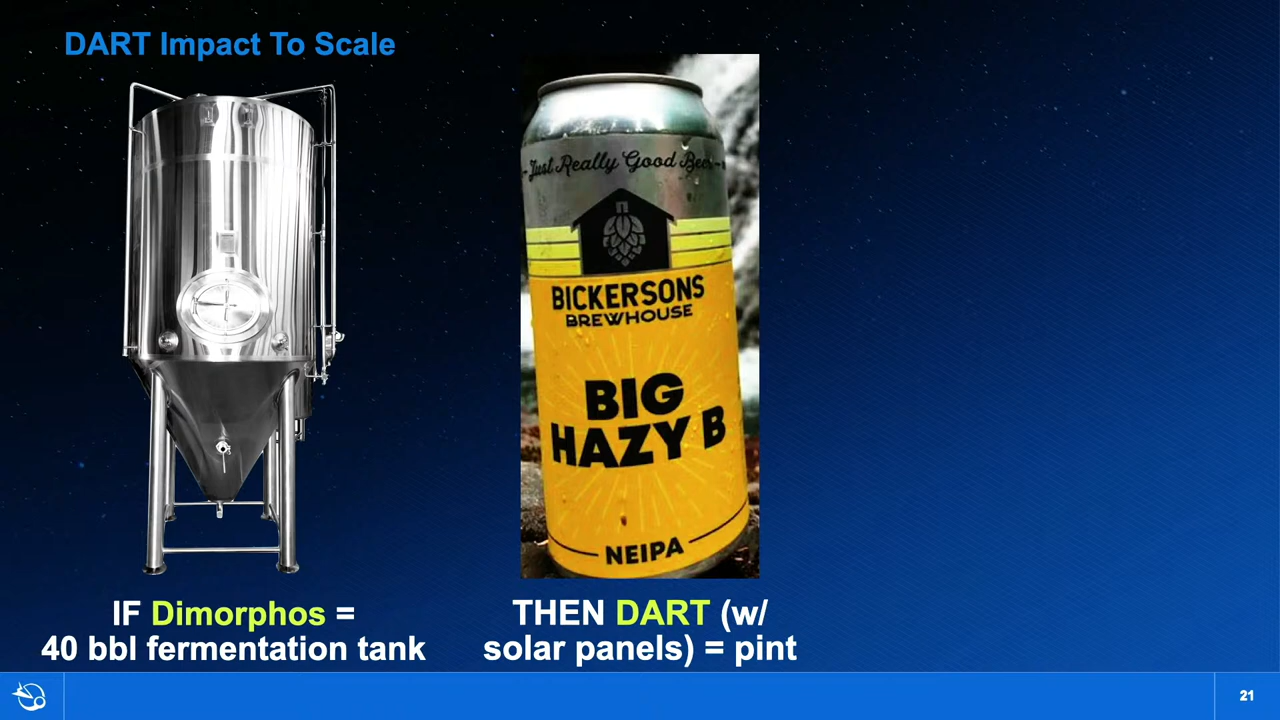 DART Impact To Scale
Just Really Good Beer
BICKERSONS
BREWHOUSE
BIG
HAZY B
NEIPA
IF Dimorphos =
40 bbl fermentation tank
THEN DART (w/
solar panels) = pint
21